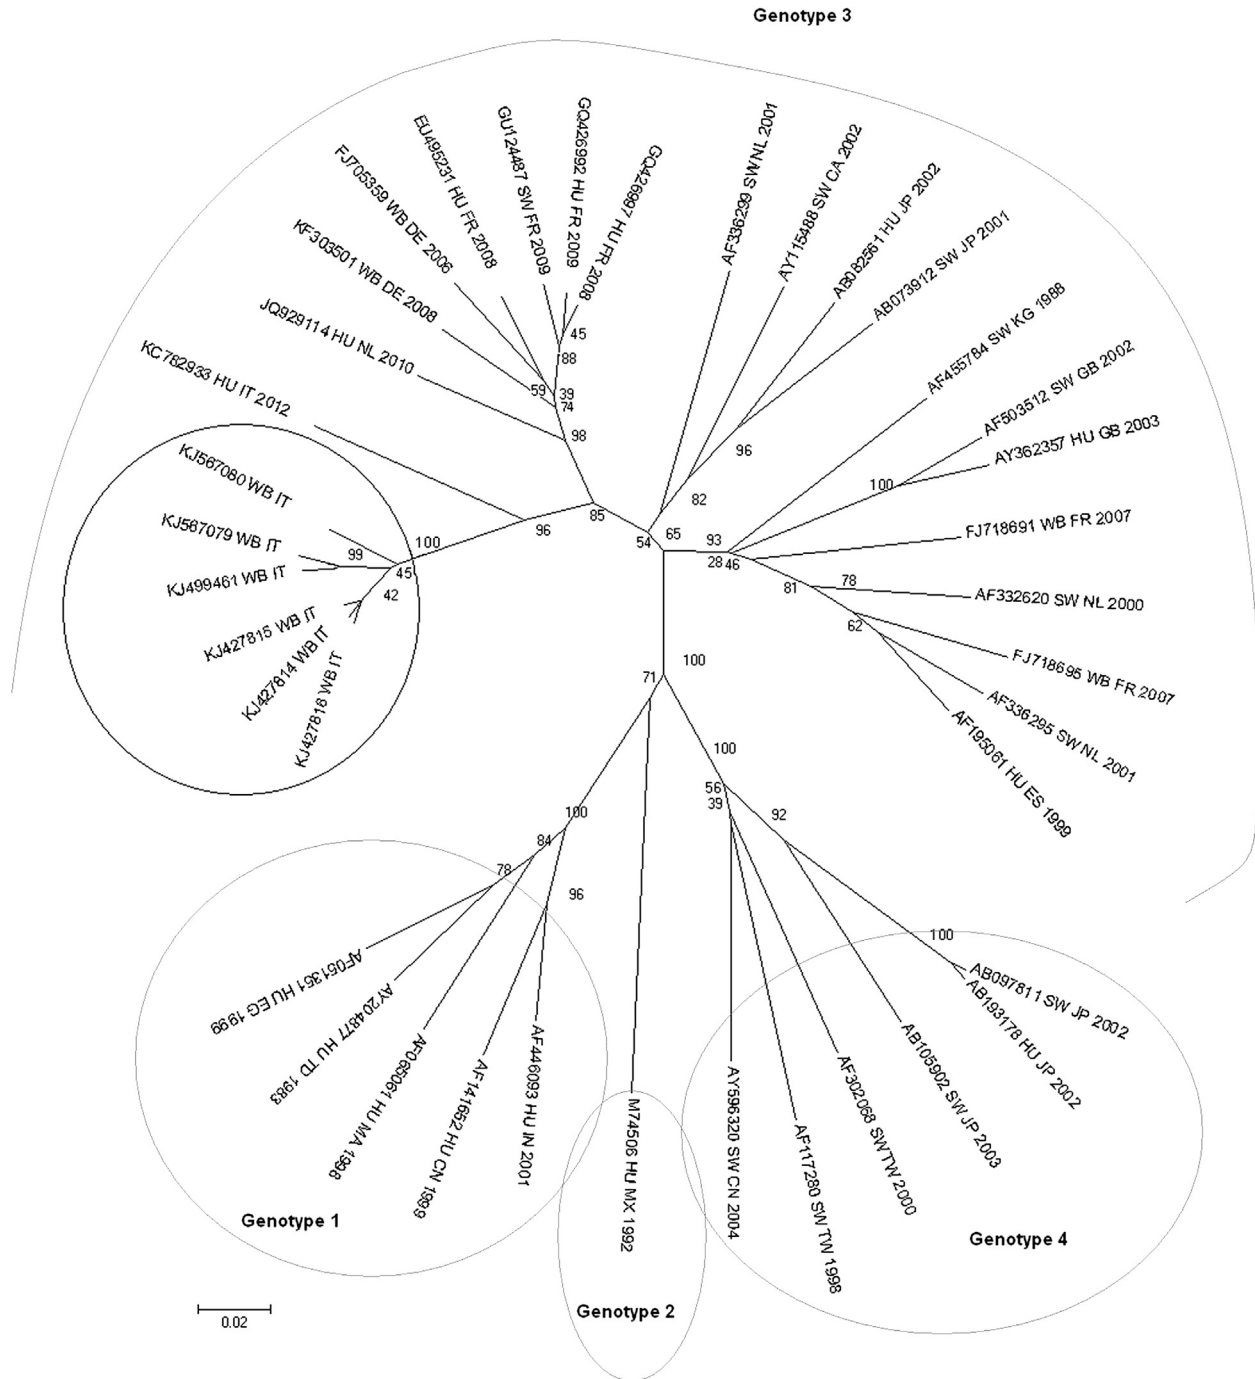 Genotype 3
GQ426992 HU FR 2009
GU124487 SW FR 2009
EU495231 HU FR 2008
GQ426997 HU FR 2008
FJ705359 WB DE 2006
KF303501 WB DE 2008
JQ929114 HU NL 2010
KC782933 HU IT 2012
AF336299 SW NL 2001
AY115488 SW CA 2002
AB082561 HU JP 2002
AB073912 SW JP 2001
AF455784 SW KG 1988
AF503512 SW GB 2002
AY362357 HU GB 2003
FJ718691 WB FR 2007
AF332620 SW NL 2000
FJ718695 WB FR 2007
AF336295 SW NL 2001
AF195061 HU ES 1999
KJ567080 WB IT
KJ567079 WB IT
KJ499461 WB IT
KJ427815 WB IT
KJ427814 WB IT
KJ427816 WB IT
45
88
59
39
74
98
96
85
100
99
45
42
54
65
82
96
93
28
46
100
81
78
62
100
71
100
56
39
92
100
100
84
78
96
AF051351 HU EG 1999
AY204877 HU TD 1983
AF065061 HU MA 1998
AF141652 HU CN 1999
AF446093 HU IN 2001
Genotype 1
M74506 HU MX 1992
Genotype 2
AY596320 SW CN 2004
AF117280 SW TW 1998
AF302068 SW TW 2000
AB105902 SW JP 2003
AB193178 HU JP 2002
AB097811 SW JP 2002
Genotype 4
0.02